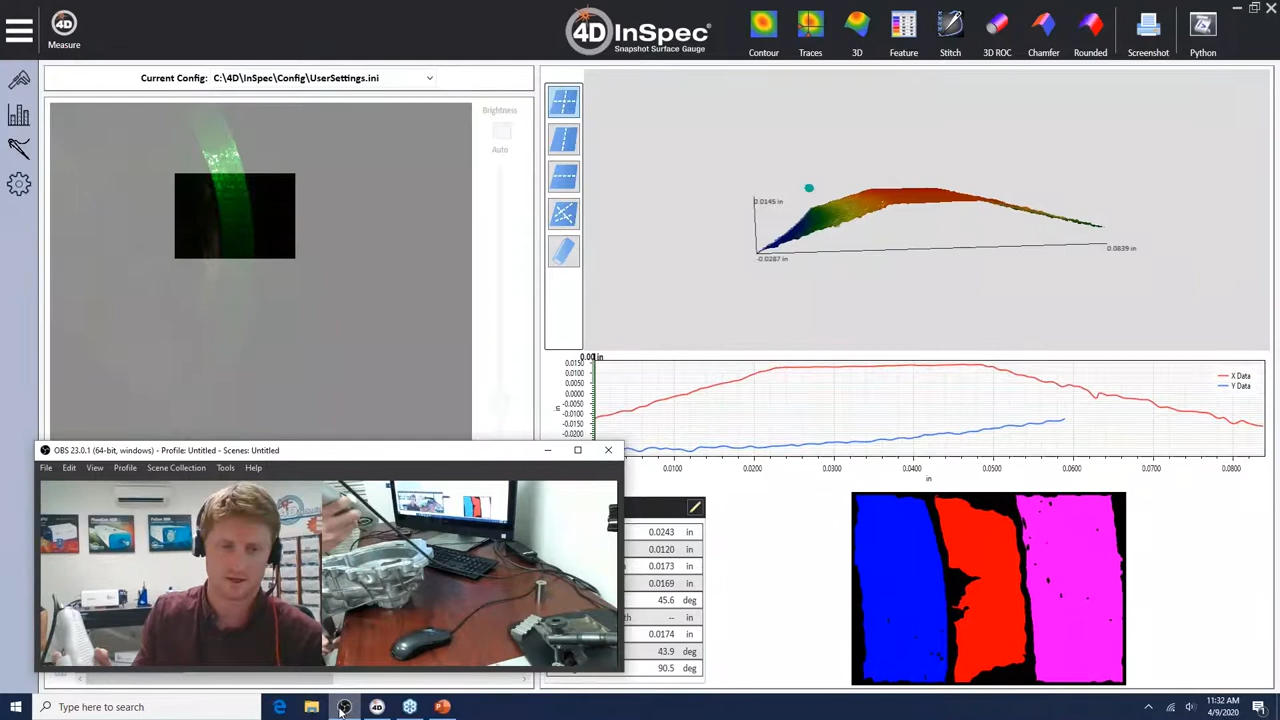 Measure
4D InSpec®
Snapshot Surface Gauge
Contour
Traces
3D
Feature
Stitch
3D ROC
Chamfer
Rounded
Screenshot
Python
Current Config: C:\4D\InSpec\Config\UserSettings.ini
Brightness
Auto
0.0145 in
-0.0287 in
0.0839 in
0.0150
0.0100
0.0050
0.0000
-0.0050
-0.0100
-0.0150
-0.0200
in
X Data
Y Data
0.0100
0.0200
0.0300
0.0400
0.0500
0.0600
0.0700
0.0800
in
OBS 23.0.1 (64-bit, windows) - Profile: Untitled - Scenes: Untitled
File Edit View Profile Scene Collection Tools Help
0.0243 in
0.0120 in
0.0173 in
0.0169 in
45.6 deg
-- in
0.0174 in
43.9 deg
90.5 deg
Type here to search
11:32 AM
4/9/2020